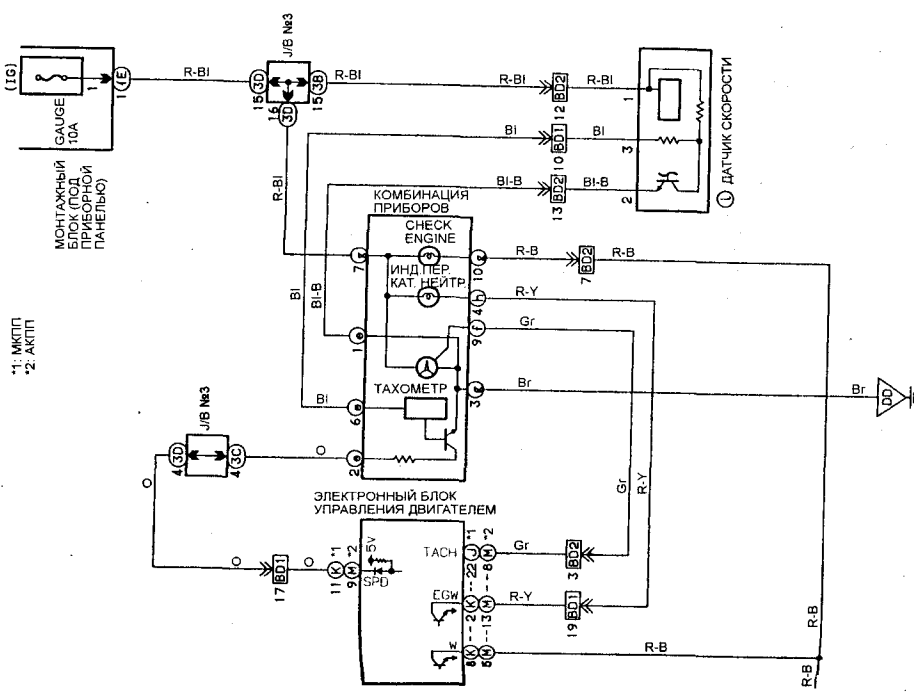 (IG)
GAUGE
10A
1
1
1E
МОНТАЖНЫЙ
БЛОК (ПОД
ПРИБОРНОЙ
ПАНЕЛЬЮ)
R-Bl
J/B №3
15
3D
15
3B
16
3D
R-Bl
R-Bl
BD2
12
R-Bl
1
Bl
BD1
10
Bl
3
Bl-B
BD2
13
Bl-B
2
ДАТЧИК СКОРОСТИ
R-Bl
Bl
Bl-B
*1: МКПП
*2: АКПП
КОМБИНАЦИЯ
ПРИБОРОВ
CHECK
ENGINE
ИНД.ПЕР.
КАТ. НЕЙТР.
ТАХОМЕТР
7
1
6
Bl
2
10
R-B
BD2
7
R-B
4
h
R-Y
9
f
Gr
3
Br
Br
DD
J/B №3
4
3D
4
3C
O
O
O
BD1
17
O
ЭЛЕКТРОННЫЙ БЛОК
УПРАВЛЕНИЯ ДВИГАТЕЛЕМ
11
K
*1
9
M
*2
5V
SPD
TACH
22
J
*1
8
M
*2
Gr
BD2
3
Gr
R-Y
EGW
2
K
13
M
R-Y
BD1
19
W
8
K
5
M
R-B
R-B
R-B